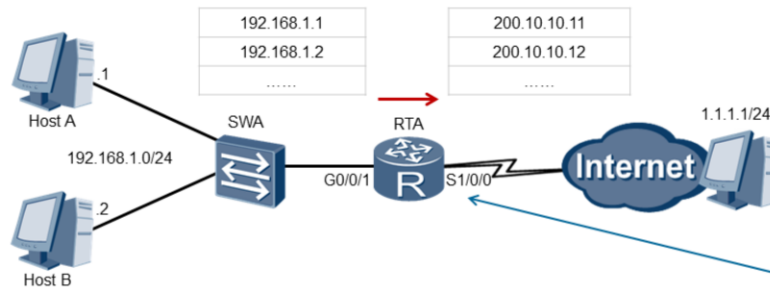 192.168.1.1
192.168.1.2
……
200.10.10.11
200.10.10.12
……
.1
Host A
SWA
RTA
1.1.1.1/24
192.168.1.0/24
G0/0/1
R
S1/0/0
Internet
.2
Host B